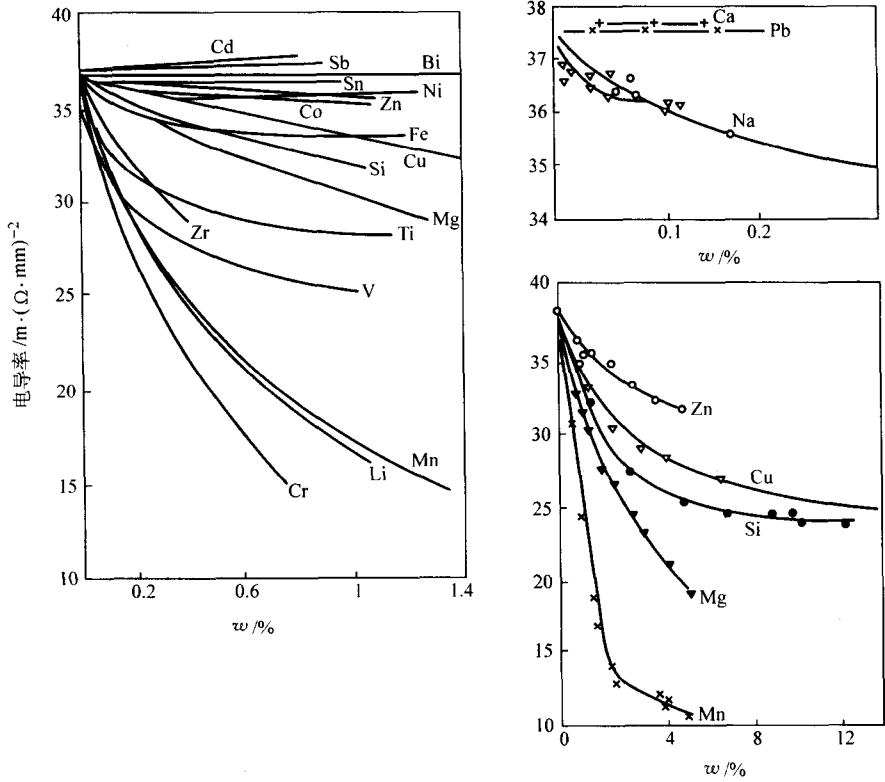 电导率/m·(Ω·mm)⁻²
40
35
30
25
20
15
10
0.2
0.6
1
1.4
w/%
Cd
Sb
Bi
Sn
Ni
Zn
Co
Fe
Cu
Si
Mg
Zr
Ti
V
Mn
Li
Cr
38
37
36
35
34
0.1
0.2
w/%
Ca
Pb
Na
40
35
30
25
20
15
10
0
4
8
12
w/%
Zn
Cu
Si
Mg
Mn